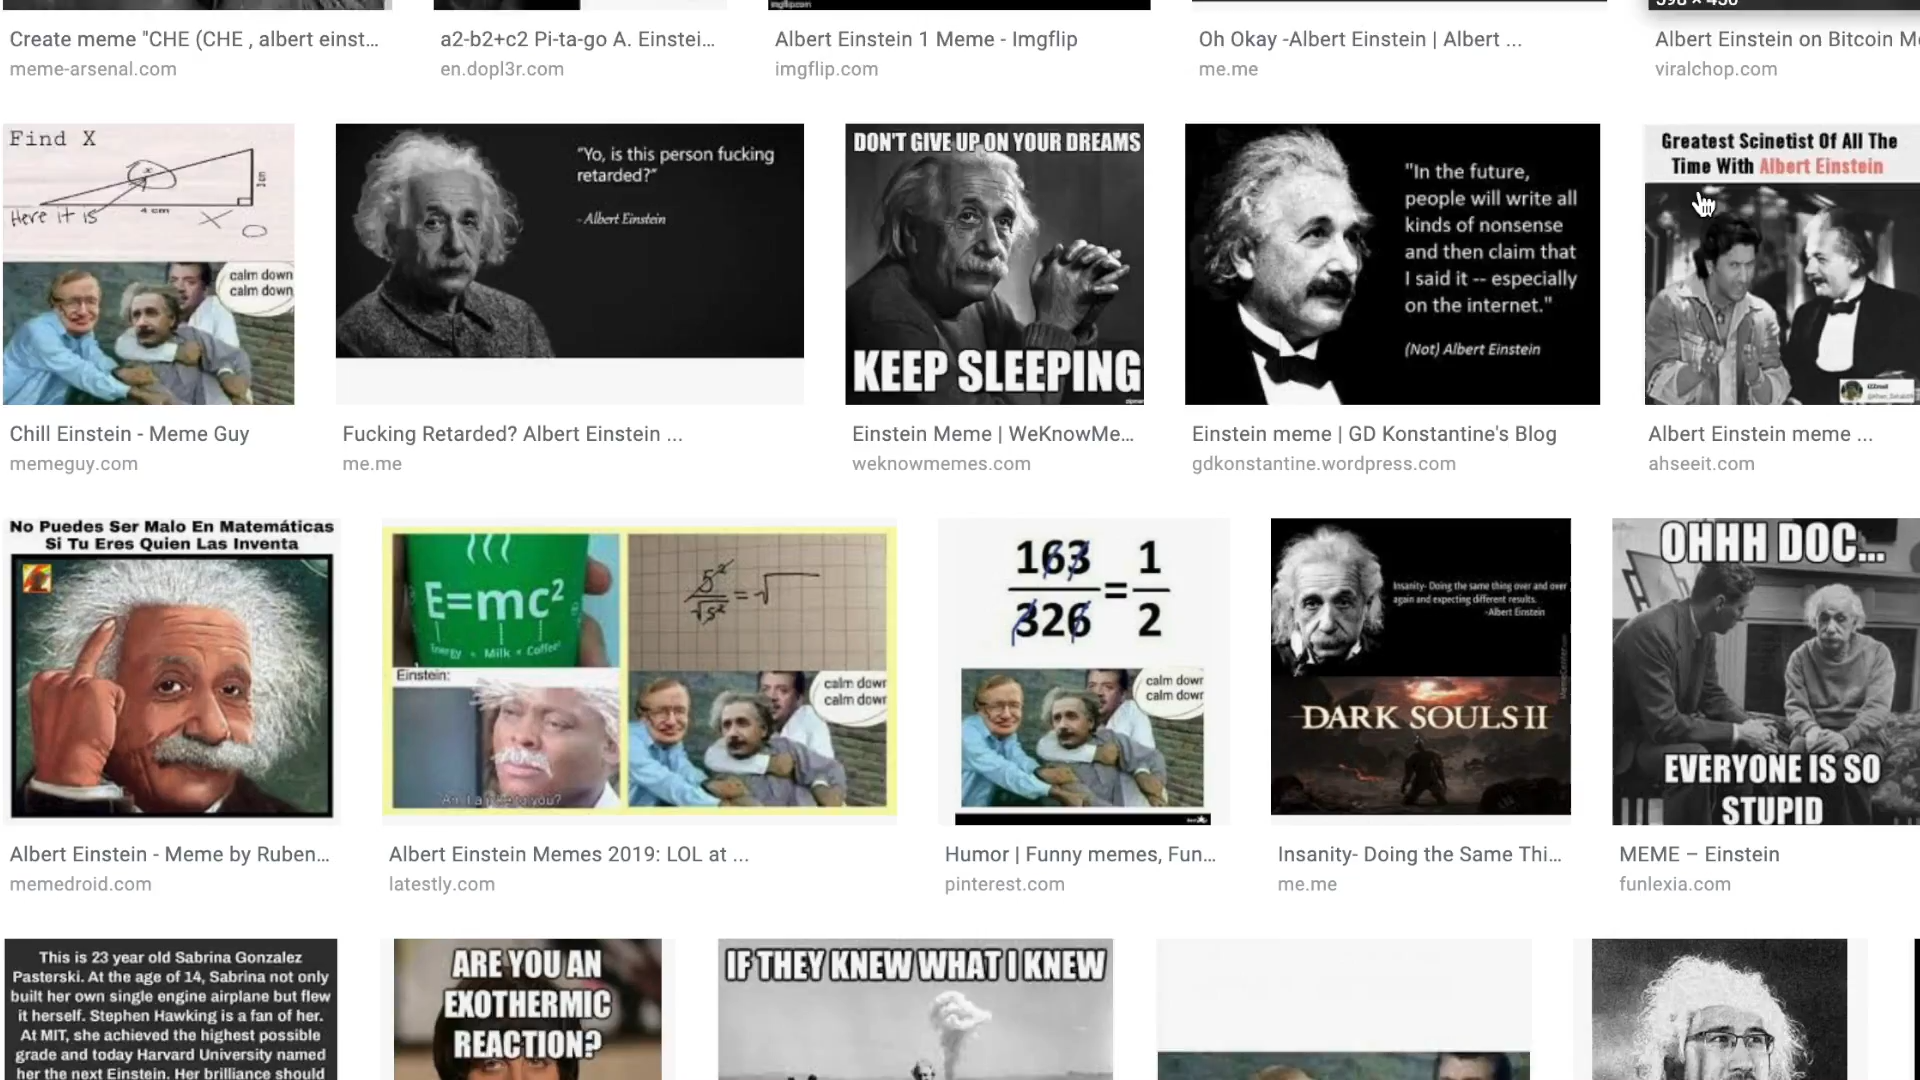 imgflip.com
598 × 450
Create meme "CHE (CHE , albert einst...
meme-arsenal.com
a2-b2+c2 Pi-ta-go A. Einstei...
en.dopl3r.com
Albert Einstein 1 Meme - Imgflip
imgflip.com
Oh Okay -Albert Einstein | Albert ...
me.me
Albert Einstein on Bitcoin M
viralchop.com
Find X
x
3 cm
4 cm
Here it is
X
O
calm down
calm down
"Yo, is this person fucking
retarded?"
- Albert Einstein
DON'T GIVE UP ON YOUR DREAMS
KEEP SLEEPING
"In the future,
people will write all
kinds of nonsense
and then claim that
I said it -- especially
on the internet."
(Not) Albert Einstein
Greatest Scinetist Of All The
Time With Albert Einstein
Chill Einstein - Meme Guy
memeguy.com
Fucking Retarded? Albert Einstein ...
me.me
Einstein Meme | WeKnowMe...
weknowmemes.com
Einstein meme | GD Konstantine's Blog
gdkonstantine.wordpress.com
Albert Einstein meme ...
ahseeit.com
No Puedes Ser Malo En Matemáticas
Si Tu Eres Quien Las Inventa
E=mc²
Energy = Milk * Coffee²
Einstein:
Am I a joke to you?
5²
√5² = √
calm down
calm down
163 = 1
326 2
calm down
calm down
Insanity- Doing the same thing over and over
again and expecting different results.
-Albert Einstein
MemeCenter.com
DARK SOULS II
OHHH DOC...
EVERYONE IS SO
STUPID
Albert Einstein - Meme by Ruben...
memedroid.com
Albert Einstein Memes 2019: LOL at ...
latestly.com
Humor | Funny memes, Fun...
pinterest.com
Insanity- Doing the Same Thi...
me.me
MEME – Einstein
funlexia.com
This is 23 year old Sabrina Gonzalez
Pasterski. At the age of 14, Sabrina not only
built her own single engine airplane but flew
it herself. Stephen Hawking is a fan of her.
At MIT, she achieved the highest possible
grade and today Harvard University named
her the next Einstein. Her brilliance should
ARE YOU AN
EXOTHERMIC
REACTION?
IF THEY KNEW WHAT I KNEW